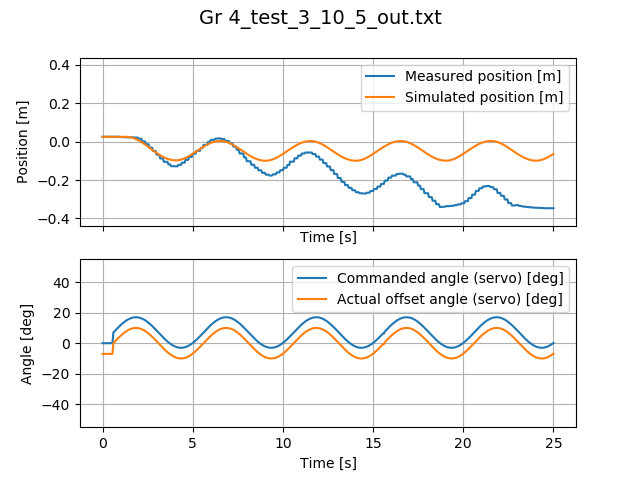 Gr 4_test_3_10_5_out.txt
Position [m]
0.4
0.2
0.0
−0.2
−0.4
Measured position [m]
Simulated position [m]
Time [s]
Angle [deg]
40
20
0
−20
−40
Commanded angle (servo) [deg]
Actual offset angle (servo) [deg]
0 5 10 15 20 25
Time [s]